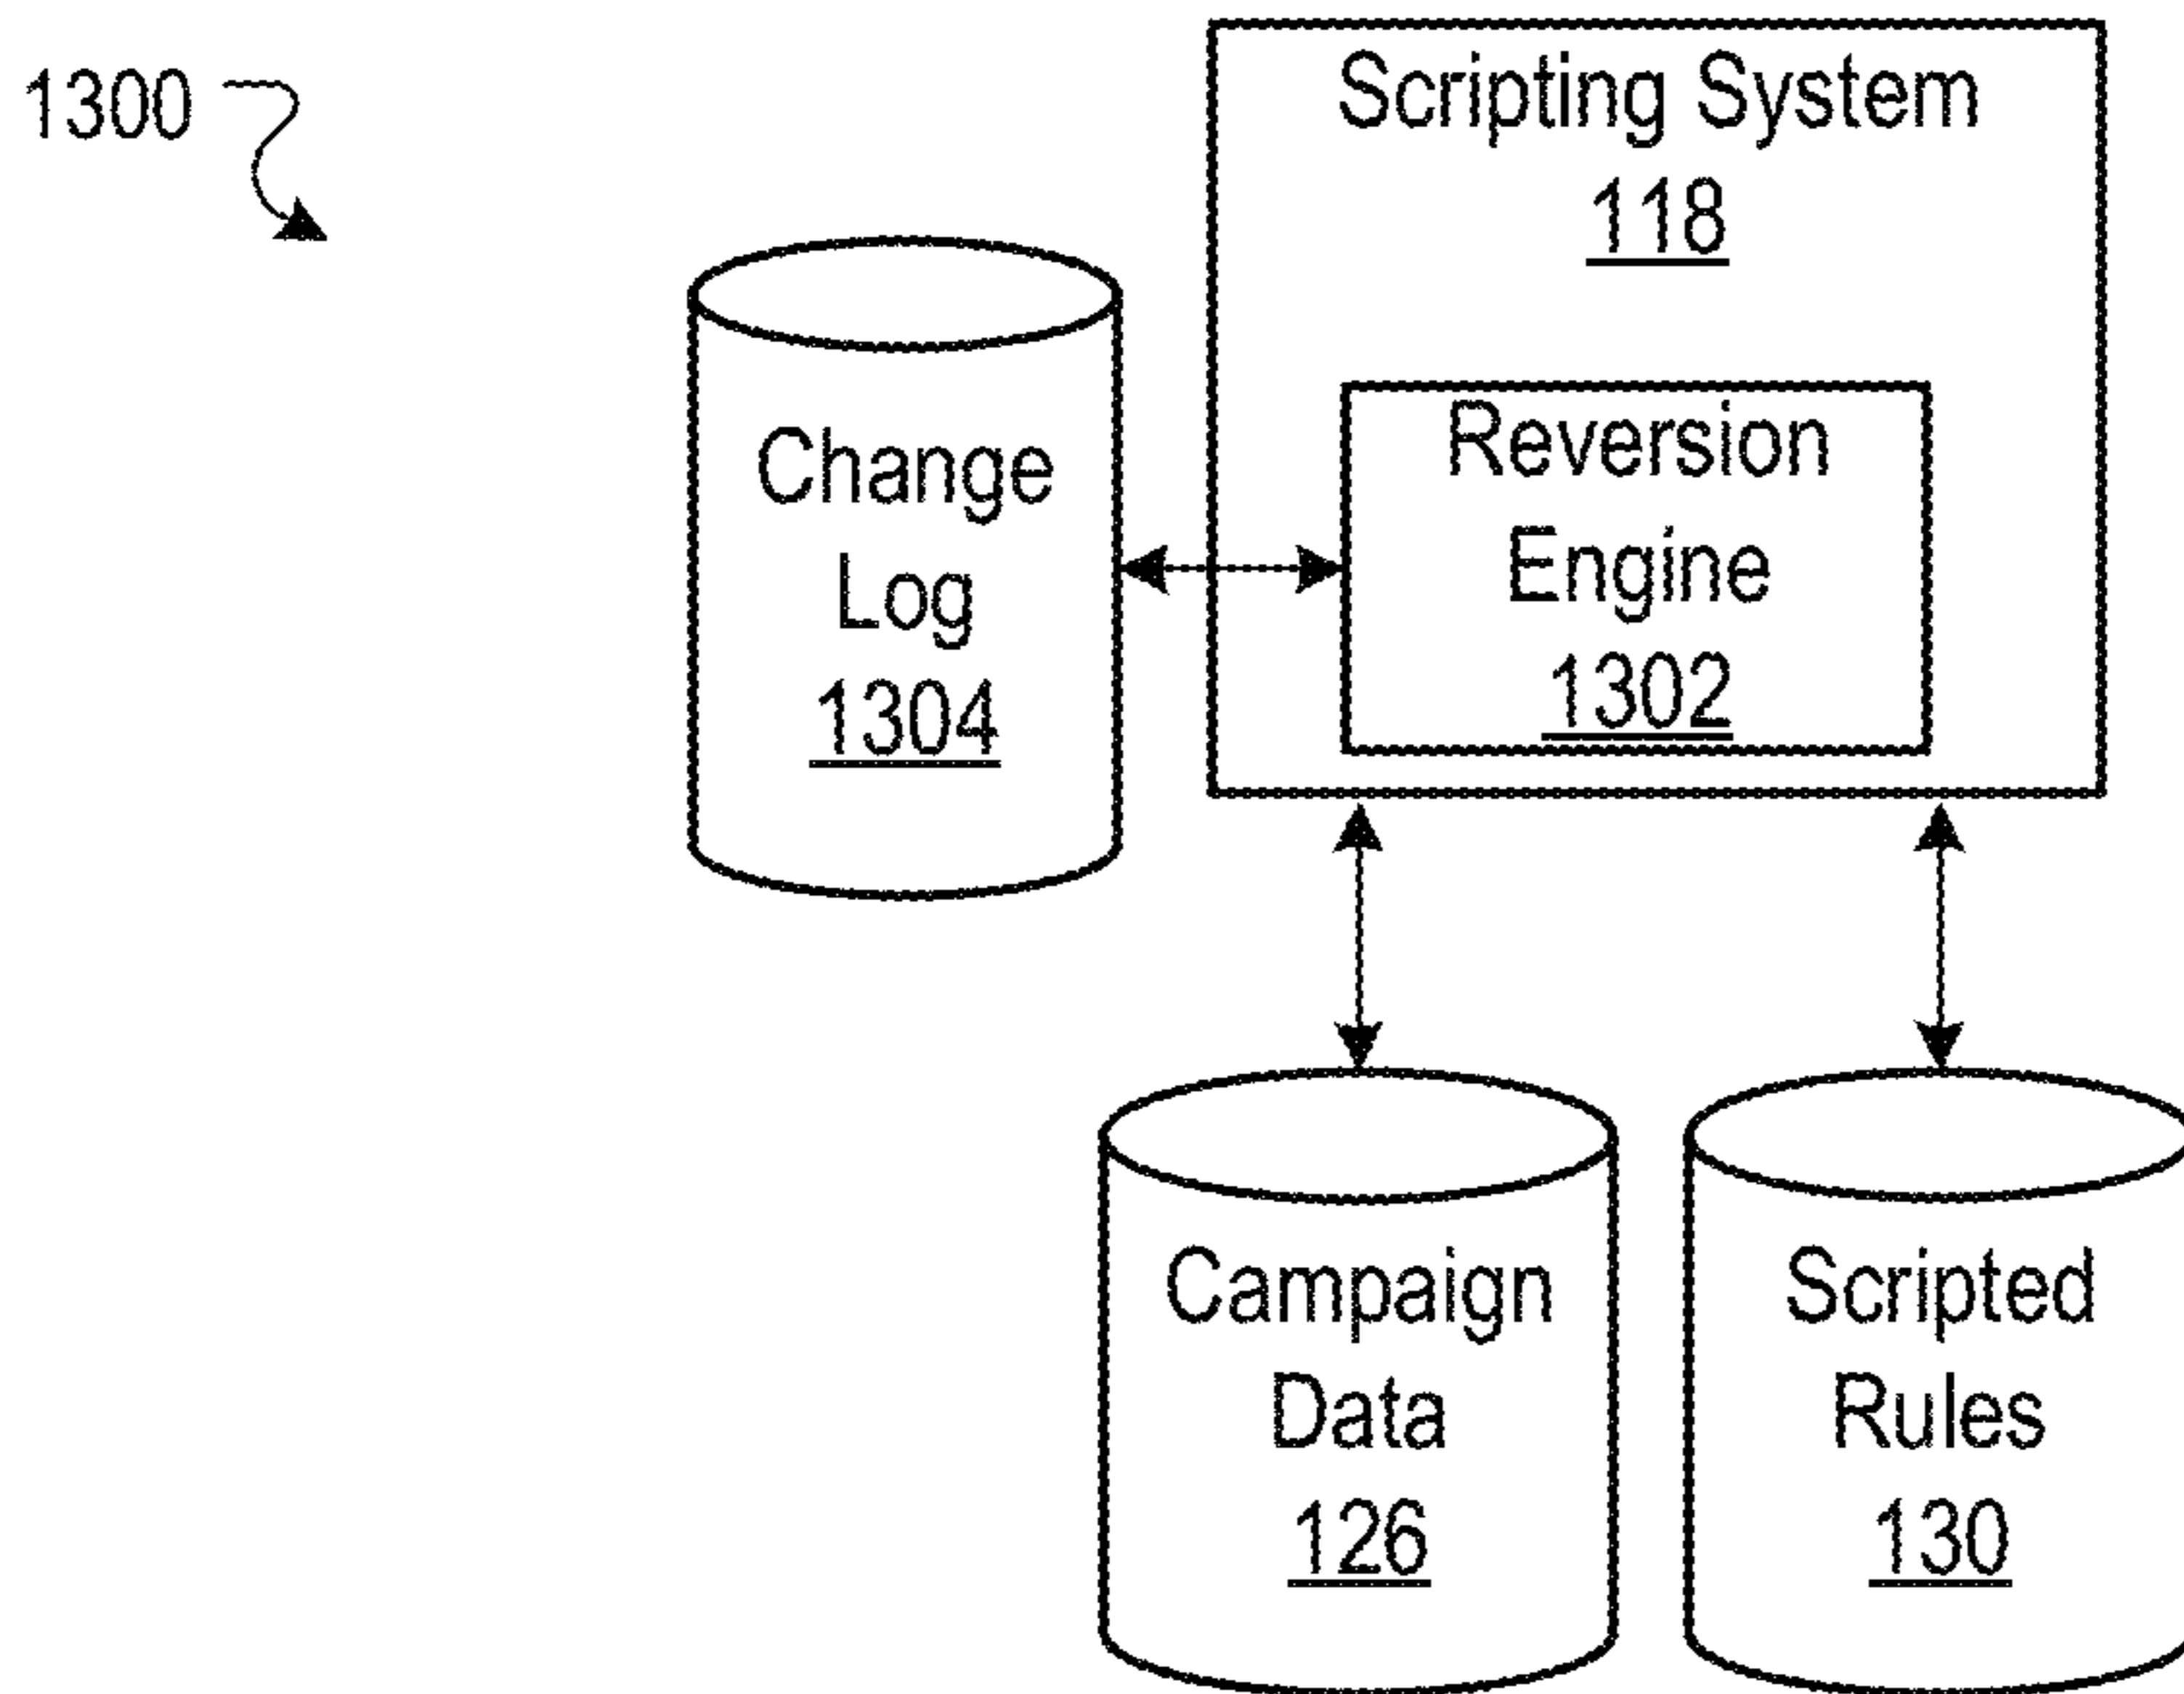 1300
Scripting System
118
Change
Log
1304
Reversion
Engine
1302
Campaign
Data
126
Scripted
Rules
130